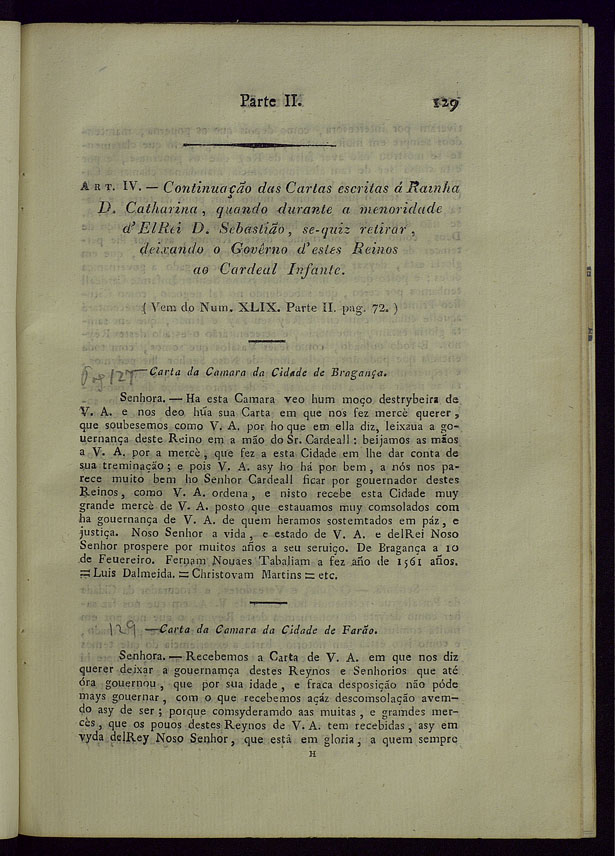 Parte II.
129
ART. IV. — Continuação das Cartas escritas á Rainha
D. Catharina, quando durante a menoridade
d'ElRei D. Sebastião, se-quiz retirar,
deixando o Govêrno d'estes Reinos
ao Cardeal Infante.
(Vem do Num. XLIX. Parte II. pag. 72.)
Pag 127 — Carta da Camara da Cidade de Bragança.
Senhora. — Ha esta Camara veo hum moço destrybeira de
V. A. e nos deo húa sua Carta em que nos fez mercè querer,
que soubesemos como V. A. por ho que em ella diz, leixaua a go-
uernança deste Reino em a mão do Sr. Cardeall: beijamos as mãos
a V. A. por a mercè, que fez a esta Cidade em lhe dar conta de
sua treminação; e pois V. A. asy ho há por bem, a nós nos pa-
rece muito bem ho Senhor Cardeall ficar por gouernador destes
Reinos, como V. A. ordena, e nisto recebe esta Cidade muy
grande mercè de V. A. posto que estauamos muy comsolados com
ha gouernança de V. A. de quem heramos sostemtados em páz, e
justiça. Noso Senhor a vida, e estado de V. A. e delRei Noso
Senhor prospere por muitos años a seu seruiço. De Bragança a 10
de Feuereiro. Fernam Nouaes Tabaliam a fez año de 1561 años.
= Luis Dalmeida. = Christovam Martins = etc.
129 — Carta da Camara da Cidade de Farão.
Senhora. — Recebemos a Carta de V. A. em que nos diz
querer deixar a gouernamça destes Reynos e Senhorios que até
óra gouernou, que por sua idade, e fraca desposição não póde
mays gouernar, com o que recebemos açáz descomsolação avem-
do asy de ser; porque comsyderamdo aas muitas, e gramdes mer-
cès, que os pouos destes Reynos de V. A. tem recebidas, asy em
vyda delRey Noso Senhor, que està em gloria, a quem sempre
H